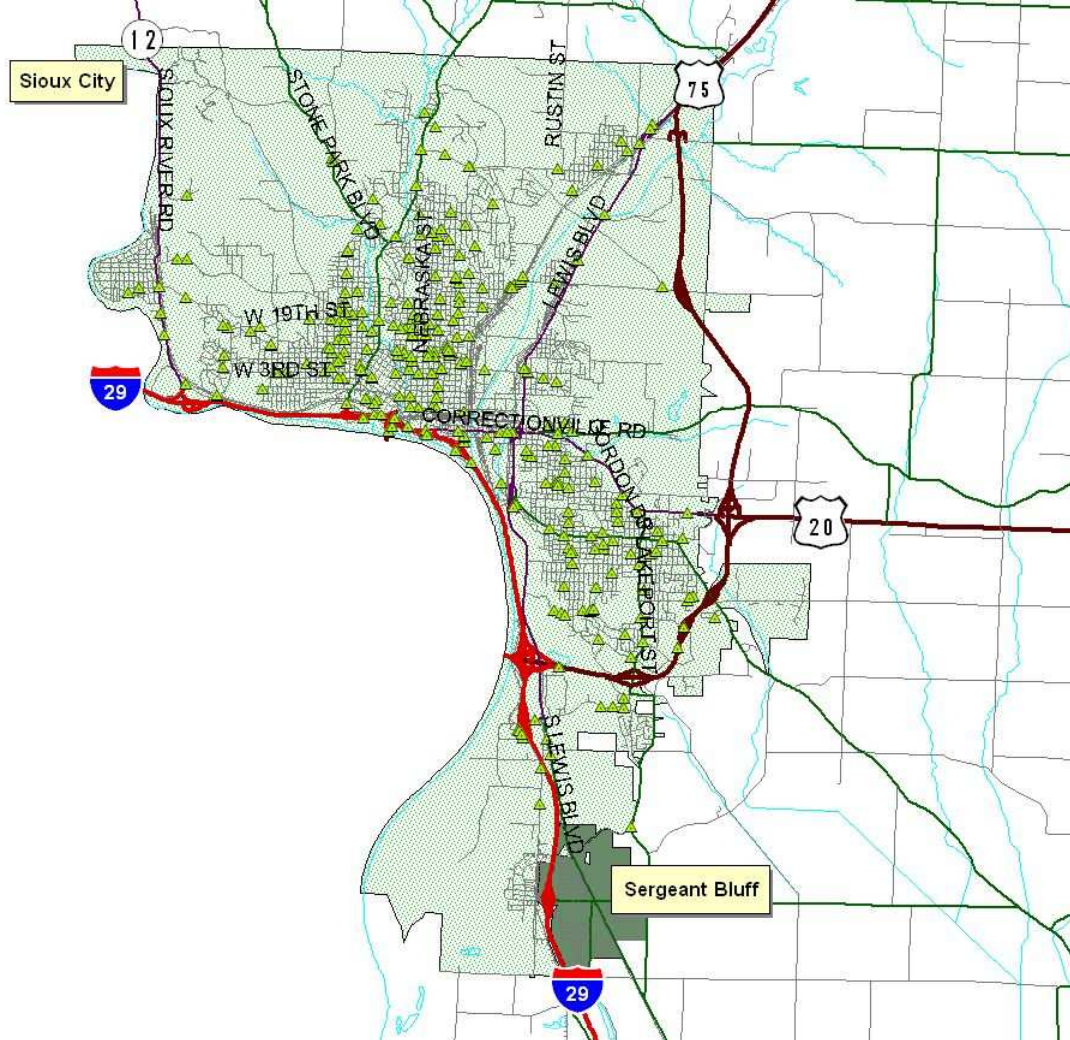 12
Sioux City
SIOUX RIVER RD
STONE PARK BLVD
RUSTIN ST
75
NEBRASKA ST
LEWIS BLVD
W 19TH ST
W 3RD ST
29
CORRECTIONVILLE RD
GORDON DR
20
S LAKEPORT ST
S LEWIS BLVD
Sergeant Bluff
29